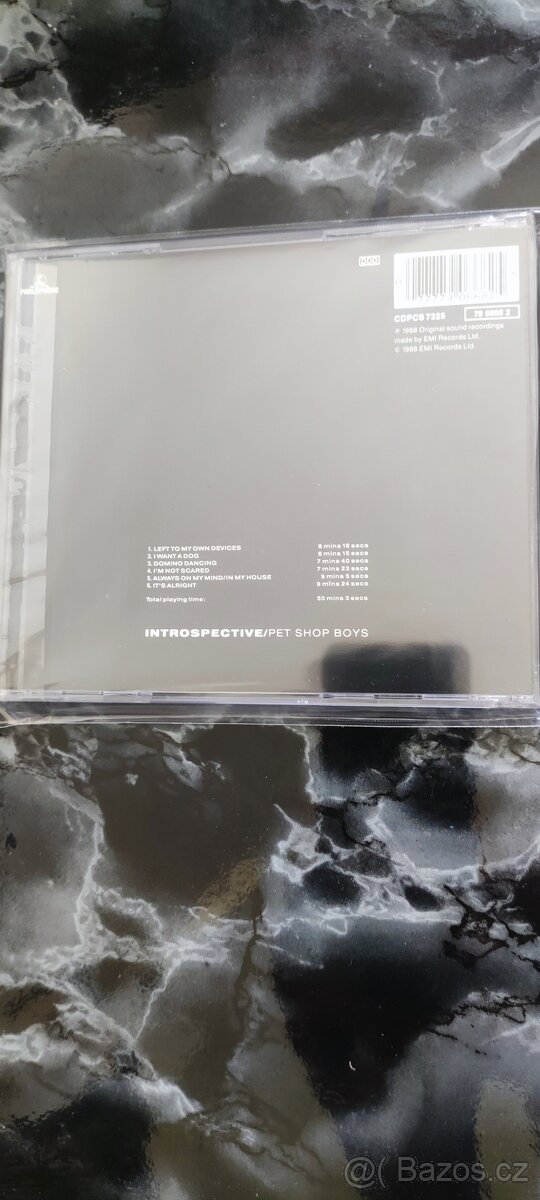 PARLOPHONE
DDD
CDPCS 7325
79 0868 2
℗ 1988 Original sound recordings
made by EMI Records Ltd.
© 1988 EMI Records Ltd.
1. LEFT TO MY OWN DEVICES 8 mins 16 secs
2. I WANT A DOG 6 mins 15 secs
3. DOMINO DANCING 7 mins 40 secs
4. I'M NOT SCARED 7 mins 23 secs
5. ALWAYS ON MY MIND/IN MY HOUSE 9 mins 5 secs
6. IT'S ALRIGHT 9 mins 24 secs
Total playing time: 50 mins 3 secs
INTROSPECTIVE/PET SHOP BOYS
@( Bazos.cz